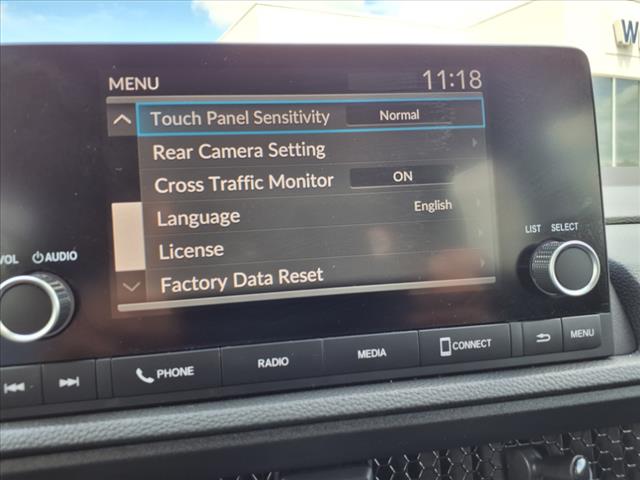 W
MENU 11:18
Touch Panel Sensitivity Normal
Rear Camera Setting
Cross Traffic Monitor ON
Language English
License
Factory Data Reset
VOL AUDIO
LIST SELECT
PHONE RADIO MEDIA CONNECT MENU